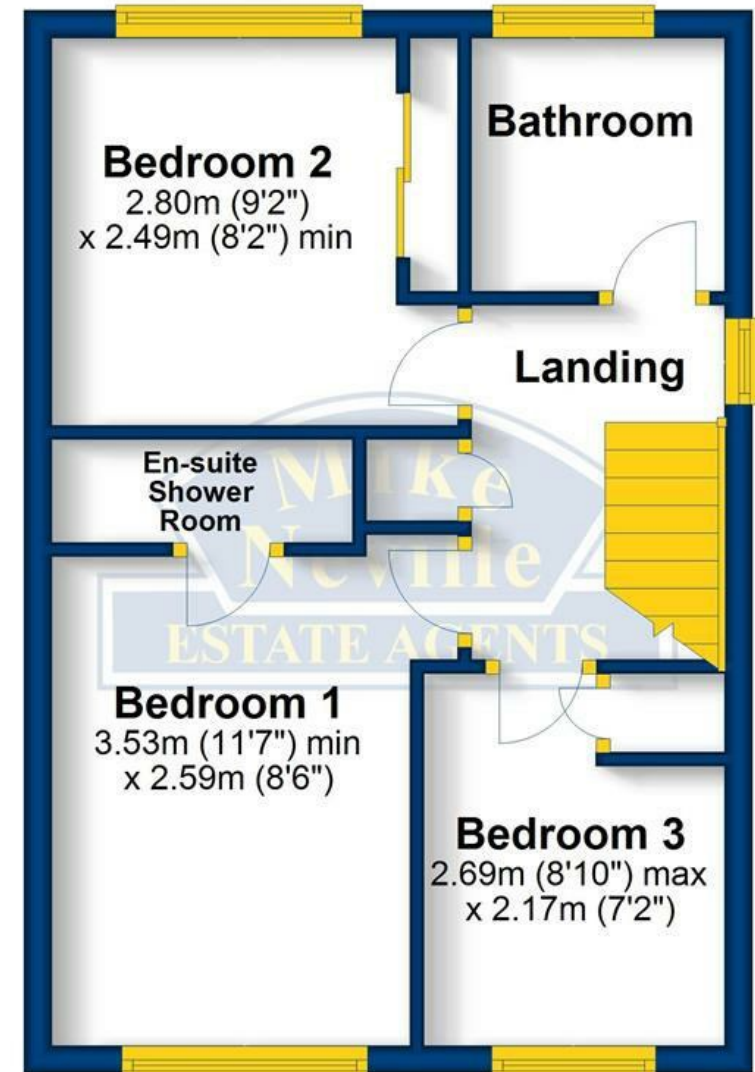 Bedroom 2
2.80m (9'2")
x 2.49m (8'2") min
Bathroom
Landing
En-suite
Shower
Room
Mike
Neville
ESTATE AGENTS
Bedroom 1
3.53m (11'7") min
x 2.59m (8'6")
Bedroom 3
2.69m (8'10") max
x 2.17m (7'2")